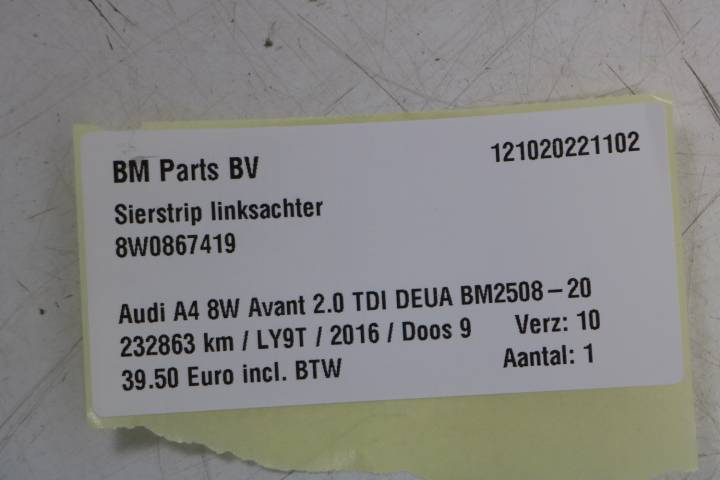 BM Parts BV 121020221102
Sierstrip linksachter
8W0867419
Audi A4 8W Avant 2.0 TDI DEUA BM2508-20
232863 km / LY9T / 2016 / Doos 9 Verz: 10
39.50 Euro incl. BTW Aantal: 1